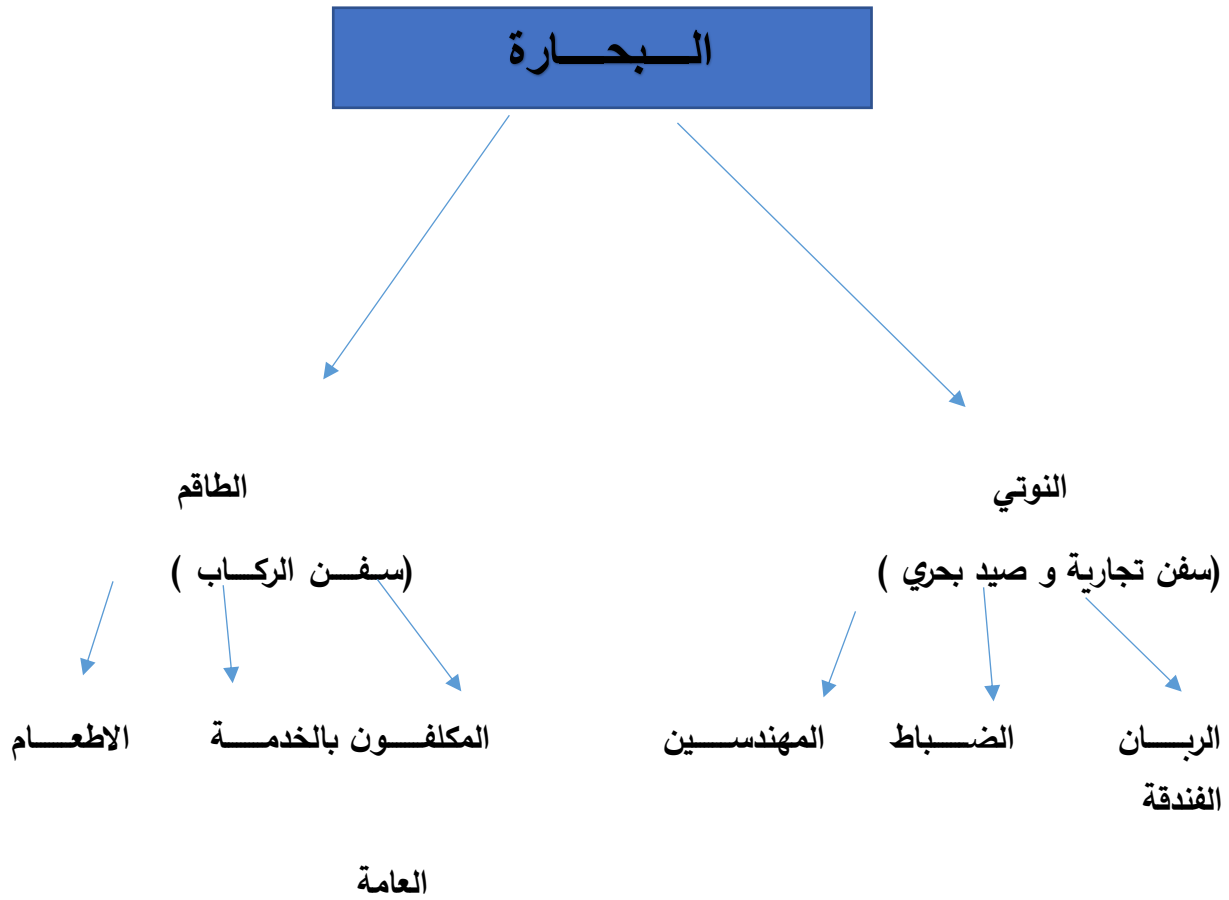 البحارة
النوتي
الطاقم
(سفن تجارية و صيد بحري )
(سفن الركاب )
الربان الضباط المهندسين المكلفون بالخدمة الاطعام
الفندقة
العامة